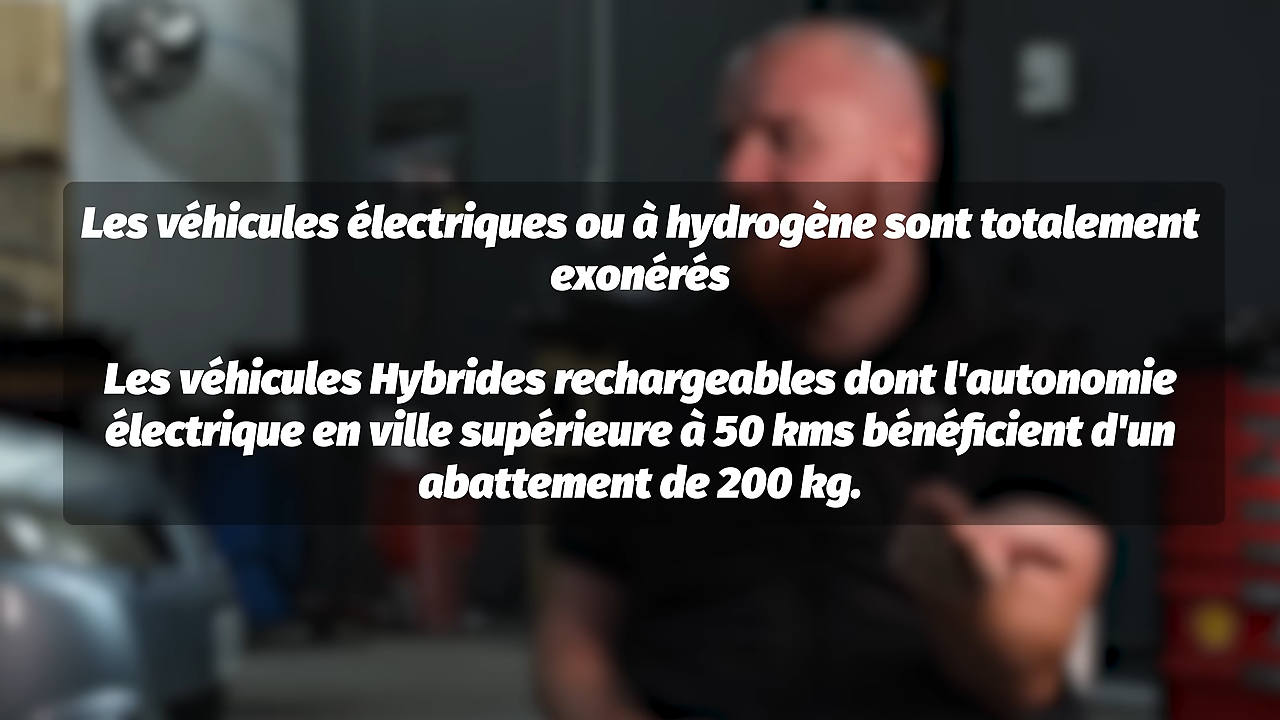 Les véhicules électriques ou à hydrogène sont totalement
exonérés
Les véhicules Hybrides rechargeables dont l'autonomie
électrique en ville supérieure à 50 kms bénéficient d'un
abattement de 200 kg.